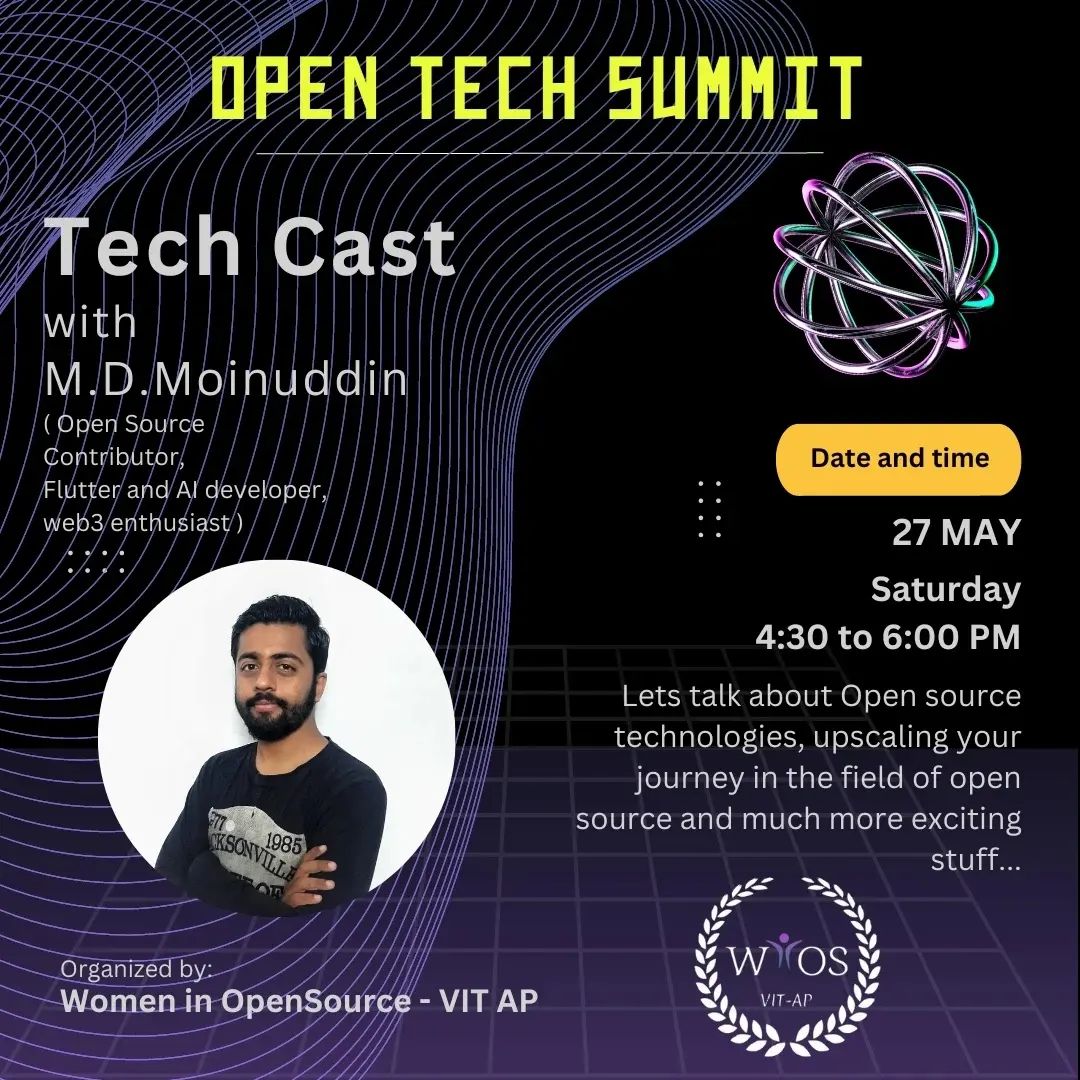 OPEN TECH SUMMIT
Tech Cast
with
M.D.Moinuddin
( Open Source
Contributor,
Flutter and AI developer,
web3 enthusiast )
Date and time
27 MAY
Saturday
4:30 to 6:00 PM
Lets talk about Open source
technologies, upscaling your
journey in the field of open
source and much more exciting
stuff...
1985
Organized by:
Women in OpenSource - VIT AP
W OS
VIT-AP